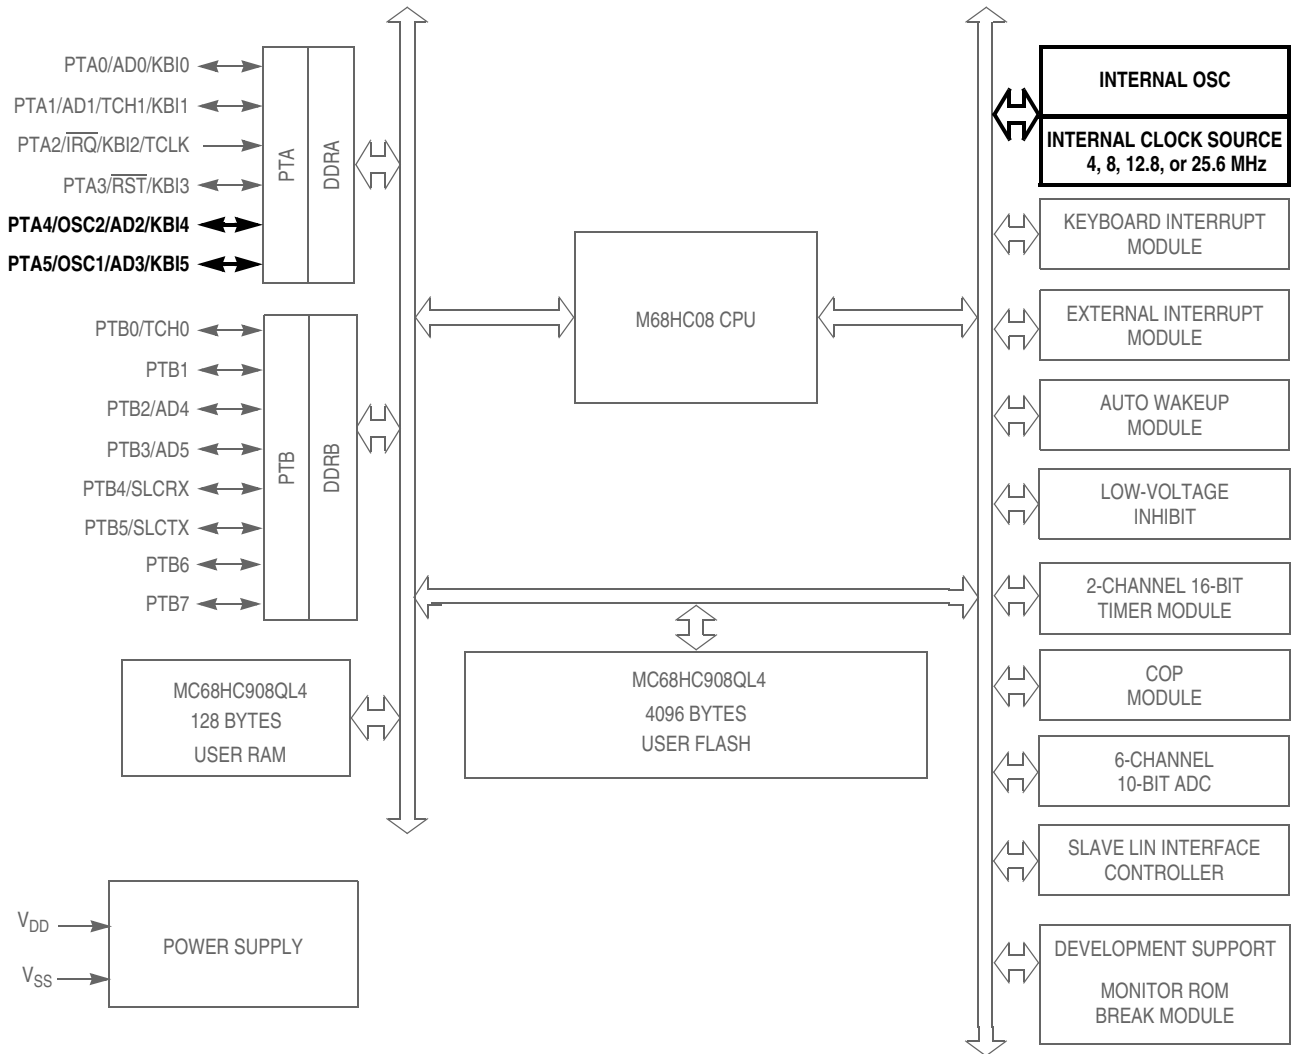 PTA0/AD0/KBI0
PTA1/AD1/TCH1/KBI1
PTA2/IRQ/KBI2/TCLK
PTA3/RST/KBI3
PTA4/OSC2/AD2/KBI4
PTA5/OSC1/AD3/KBI5
PTA
DDRA
PTB0/TCH0
PTB1
PTB2/AD4
PTB3/AD5
PTB4/SLCRX
PTB5/SLCTX
PTB6
PTB7
PTB
DDRB
MC68HC908QL4
128 BYTES
USER RAM
VDD
VSS
POWER SUPPLY
M68HC08 CPU
MC68HC908QL4
4096 BYTES
USER FLASH
INTERNAL OSC
INTERNAL CLOCK SOURCE
4, 8, 12.8, or 25.6 MHz
KEYBOARD INTERRUPT
MODULE
EXTERNAL INTERRUPT
MODULE
AUTO WAKEUP
MODULE
LOW-VOLTAGE
INHIBIT
2-CHANNEL 16-BIT
TIMER MODULE
COP
MODULE
6-CHANNEL
10-BIT ADC
SLAVE LIN INTERFACE
CONTROLLER
DEVELOPMENT SUPPORT
MONITOR ROM
BREAK MODULE